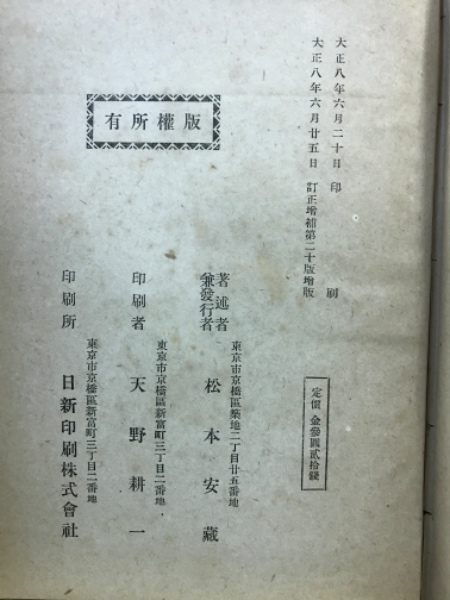 大正八年六月二十日 印刷
大正八年六月廿五日 訂正增補第二十版增版
定價 金參圓貳拾錢
有所權版
東京市京橋區築地二丁目廿五番地
著述者
兼發行者
松本安藏
東京市京橋區新富町三丁目二番地
印刷者 天野耕一
東京市京橋區新富町三丁目二番地
印刷所 日新印刷株式會社